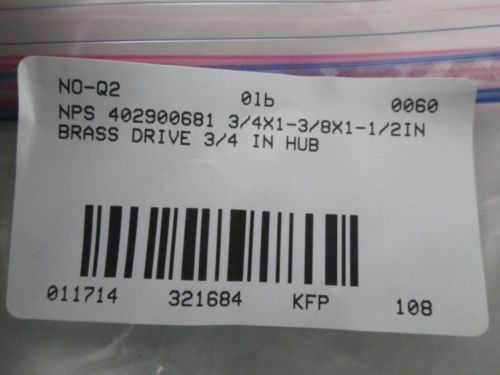 NO-Q2 01b 0060
NPS 402900681 3/4X1-3/8X1-1/2IN
BRASS DRIVE 3/4 IN HUB
011714 321684 KFP 108